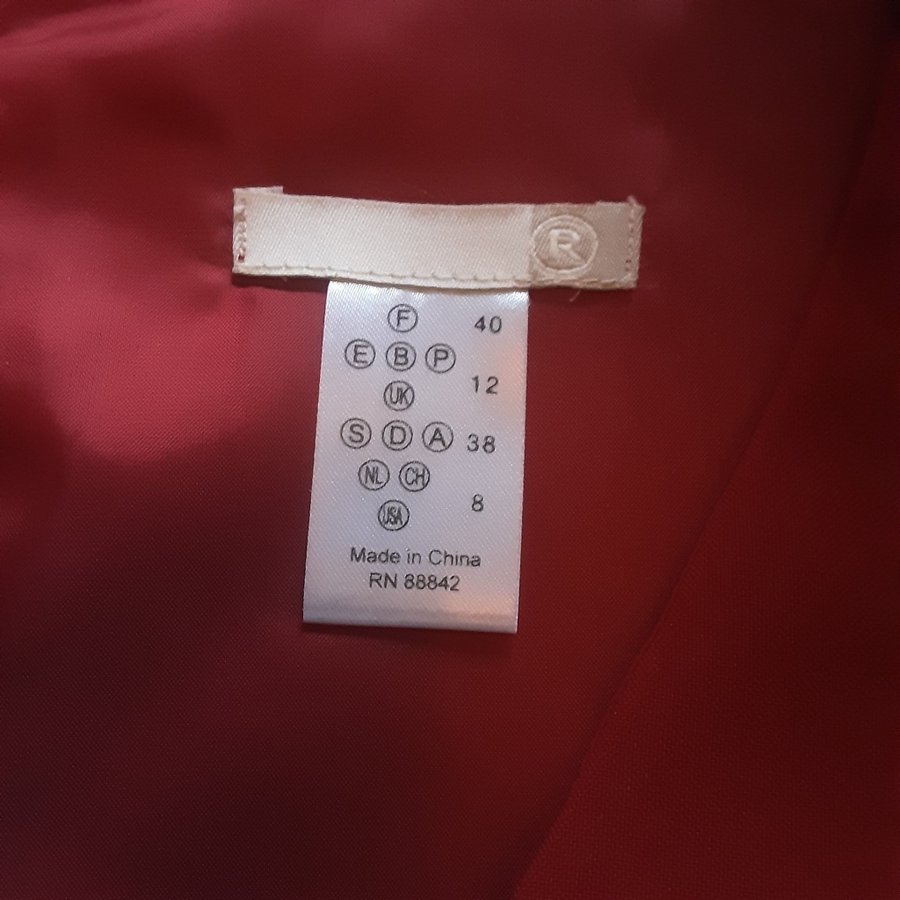 R
F 40
E B P
12
UK
S D A 38
NL CH
8
USA
Made in China
RN 88842